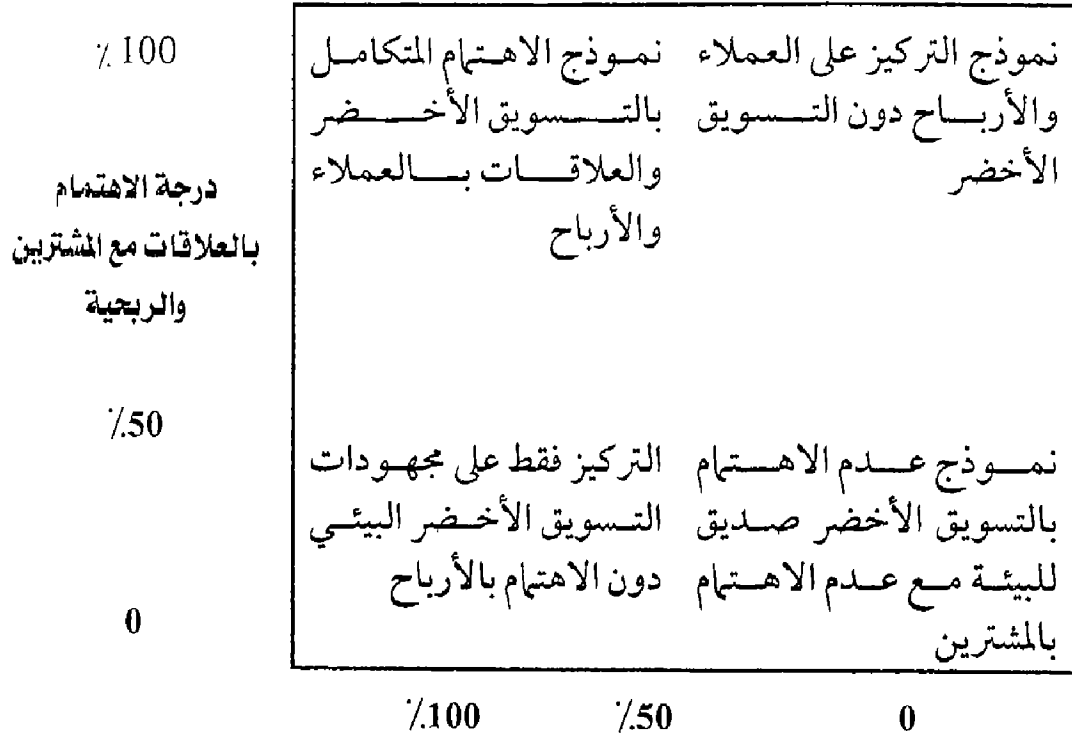 نموذج التركيز على العملاء
والأرباح دون التسويق
الأخضر
نموذج الاهتمام المتكامل
بالتسويق الأخضر
والعلاقات بالعملاء
والأرباح
نموذج عدم الاهتمام
بالتسويق الأخضر صديق
للبيئة مع عدم الاهتمام
بالمشترين
التركيز فقط على مجهودات
التسويق الأخضر البيئي
دون الاهتمام بالأرباح
100 ٪
درجة الاهتمام
بالعلاقات مع المشتريين
والربحية
50٪
0
0
50٪
100٪